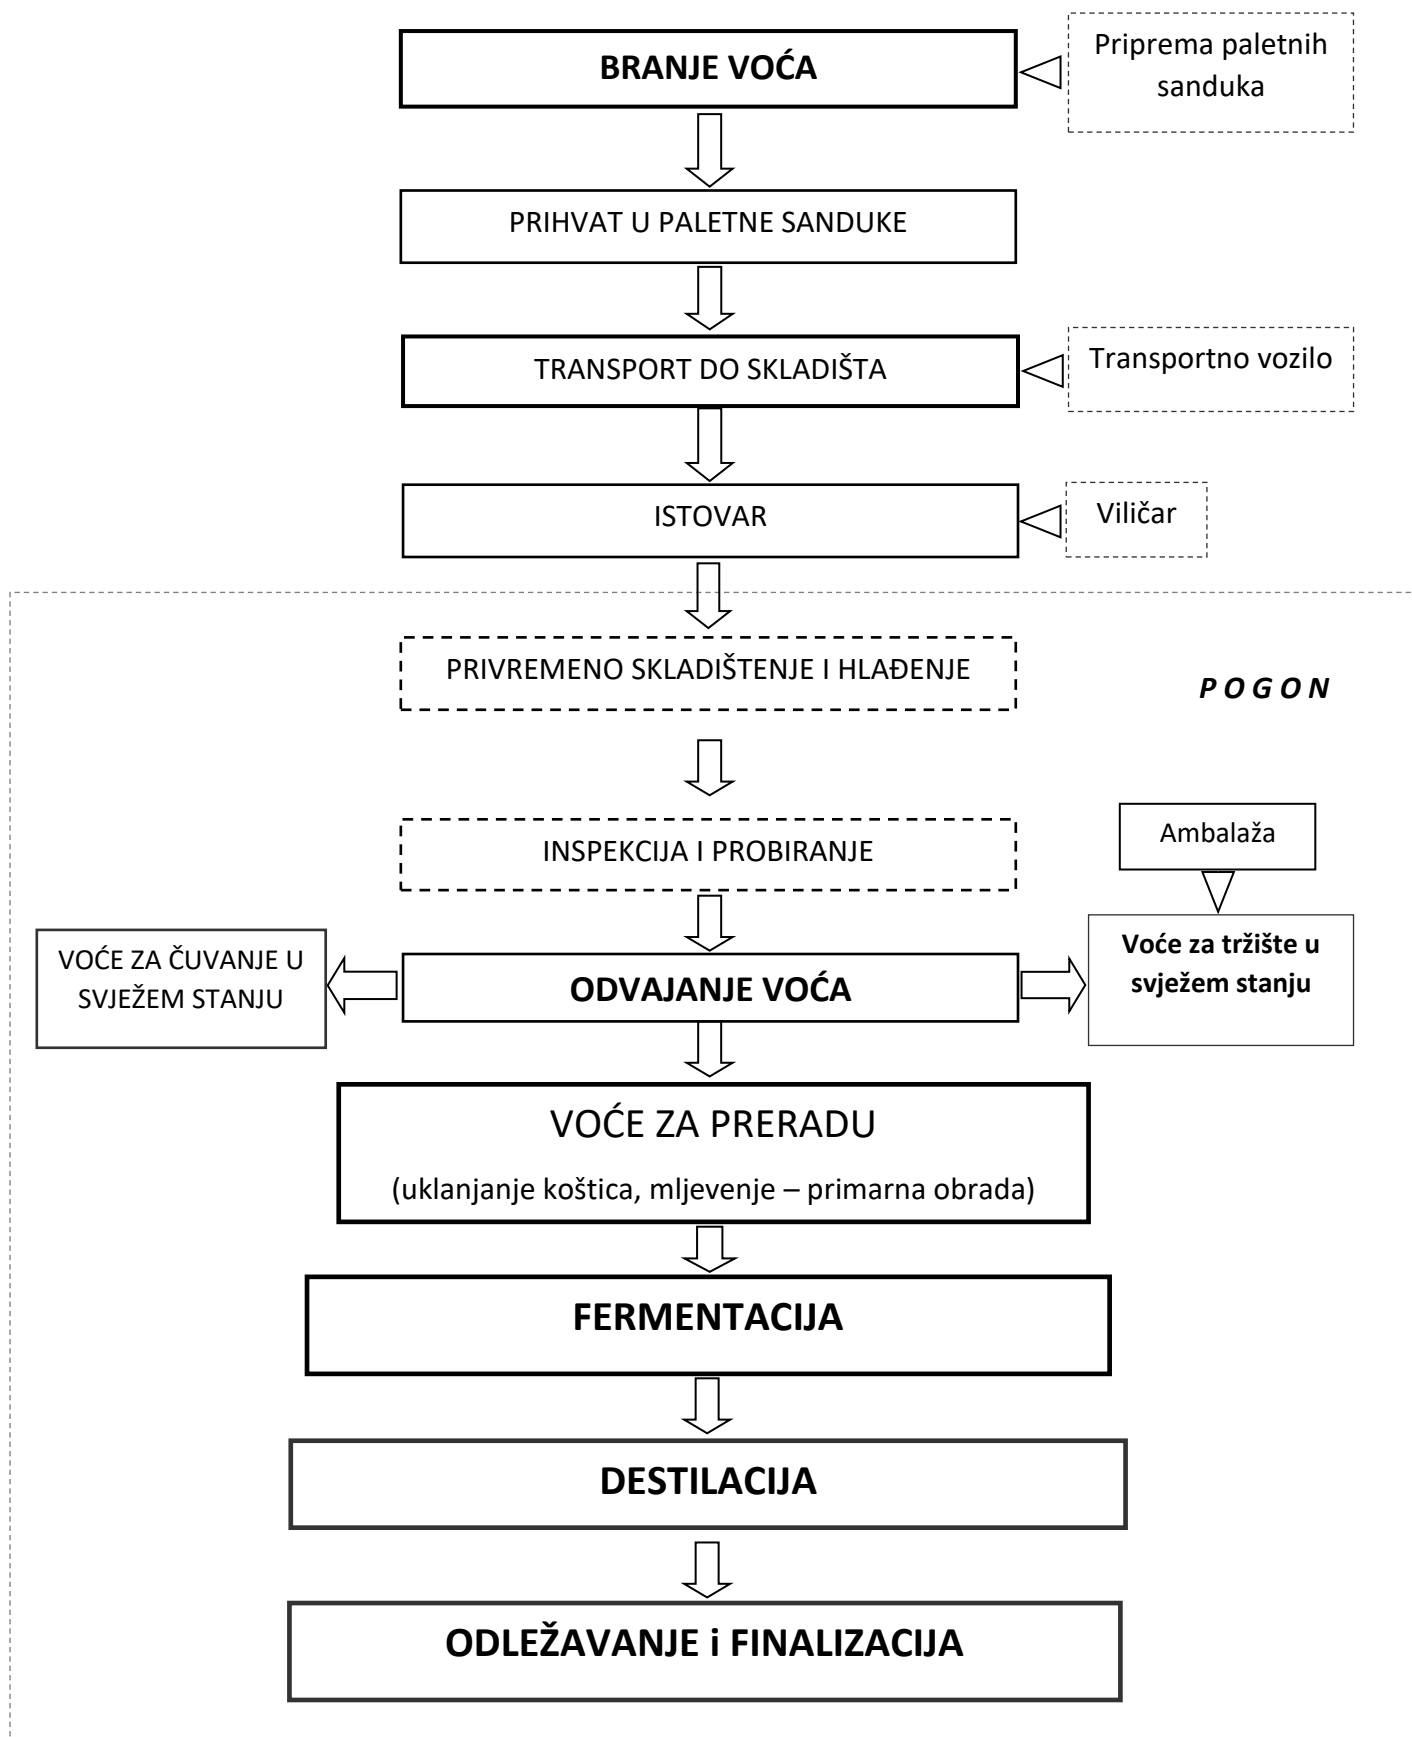 BRANJE VOĆA
Priprema paletnih
sanduka
PRIHVAT U PALETNE SANDUKE
TRANSPORT DO SKLADIŠTA
Transportno vozilo
ISTOVAR
Viličar
PRIVREMENO SKLADIŠTENJE I HLAĐENJE
P O G O N
INSPEKCIJA I PROBIRANJE
Ambalaža
VOĆE ZA ČUVANJE U
SVJEŽEM STANJU
ODVAJANJE VOĆA
Voće za tržište u
svježem stanju
VOĆE ZA PRERADU
(uklanjanje koštica, mljevenje – primarna obrada)
FERMENTACIJA
DESTILACIJA
ODLEŽAVANJE i FINALIZACIJA